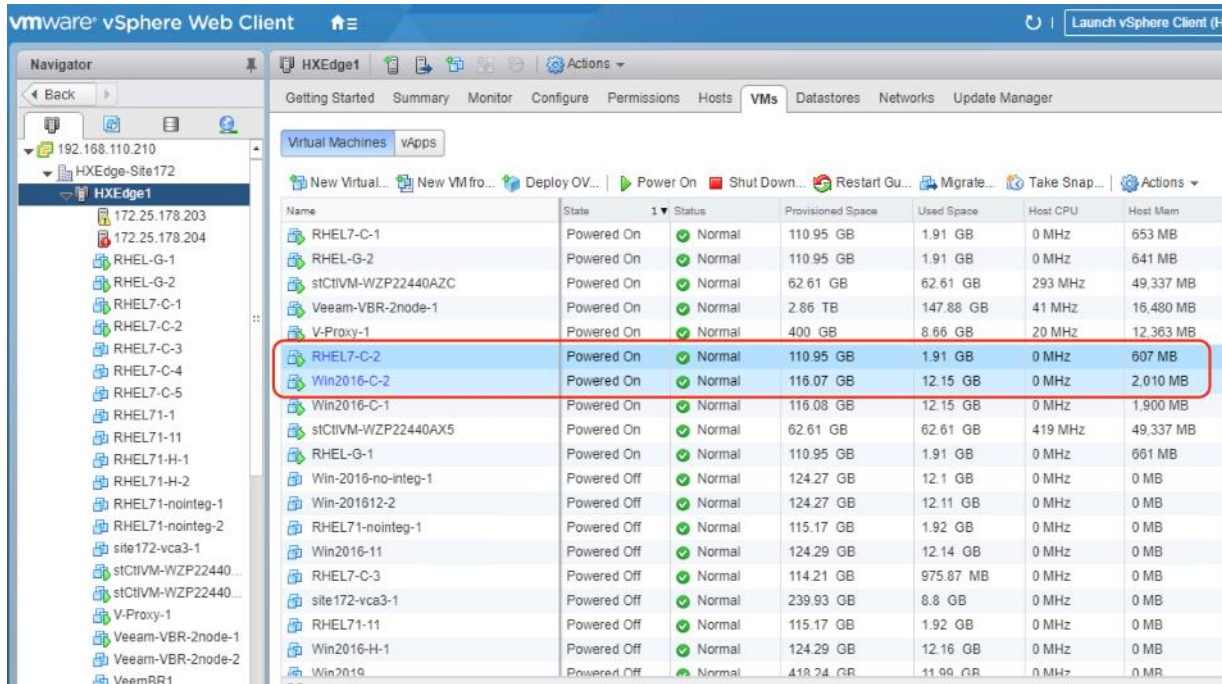 vmware® vSphere Web Client
Launch vSphere Client (H
Navigator
Back
192.168.110.210
HXEdge-Site172
HXEdge1
172.25.178.203
172.25.178.204
RHEL-G-1
RHEL-G-2
RHEL7-C-1
RHEL7-C-2
RHEL7-C-3
RHEL7-C-4
RHEL7-C-5
RHEL71-1
RHEL71-11
RHEL71-H-1
RHEL71-H-2
RHEL71-nointeg-1
RHEL71-nointeg-2
site172-vca3-1
stCtlVM-WZP22440...
stCtlVM-WZP22440...
V-Proxy-1
Veeam-VBR-2node-1
Veeam-VBR-2node-2
VeemBR1
HXEdge1 Actions
Getting Started Summary Monitor Configure Permissions Hosts VMs Datastores Networks Update Manager
Virtual Machines vApps
New Virtual... New VM fro... Deploy OV... Power On Shut Down... Restart Gu... Migrate... Take Snap... Actions
Name State 1 Status Provisioned Space Used Space Host CPU Host Mem
RHEL7-C-1 Powered On Normal 110.95 GB 1.91 GB 0 MHz 653 MB
RHEL-G-2 Powered On Normal 110.95 GB 1.91 GB 0 MHz 641 MB
stCtlVM-WZP22440AZC Powered On Normal 62.61 GB 62.61 GB 293 MHz 49,337 MB
Veeam-VBR-2node-1 Powered On Normal 2.86 TB 147.88 GB 41 MHz 16,480 MB
V-Proxy-1 Powered On Normal 400 GB 8.66 GB 20 MHz 12,363 MB
RHEL7-C-2 Powered On Normal 110.95 GB 1.91 GB 0 MHz 607 MB
Win2016-C-2 Powered On Normal 116.07 GB 12.15 GB 0 MHz 2,010 MB
Win2016-C-1 Powered On Normal 116.08 GB 12.15 GB 0 MHz 1,900 MB
stCtlVM-WZP22440AX5 Powered On Normal 62.61 GB 62.61 GB 419 MHz 49,337 MB
RHEL-G-1 Powered On Normal 110.95 GB 1.91 GB 0 MHz 661 MB
Win-2016-no-integ-1 Powered Off Normal 124.27 GB 12.1 GB 0 MHz 0 MB
Win-201612-2 Powered Off Normal 124.27 GB 12.11 GB 0 MHz 0 MB
RHEL71-nointeg-1 Powered Off Normal 115.17 GB 1.92 GB 0 MHz 0 MB
Win2016-11 Powered Off Normal 124.29 GB 12.14 GB 0 MHz 0 MB
RHEL7-C-3 Powered Off Normal 114.21 GB 975.87 MB 0 MHz 0 MB
site172-vca3-1 Powered Off Normal 239.93 GB 8.8 GB 0 MHz 0 MB
RHEL71-11 Powered Off Normal 115.17 GB 1.92 GB 0 MHz 0 MB
Win2016-H-1 Powered Off Normal 124.29 GB 12.16 GB 0 MHz 0 MB
Win2019 Powered Off Normal 418.24 GB 11.99 GB 0 MHz 0 MB